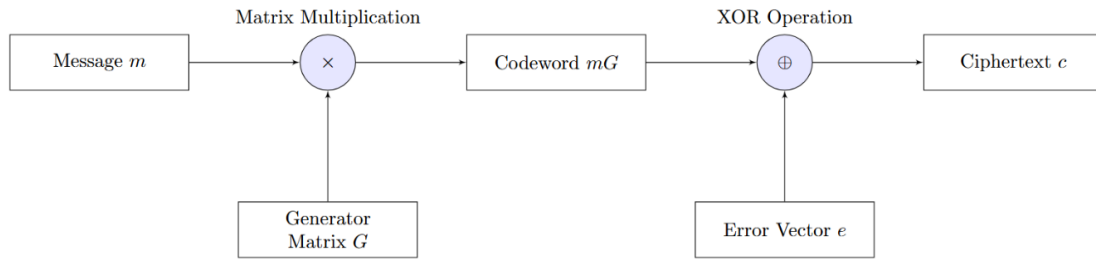 Matrix Multiplication
XOR Operation
Message m
×
Codeword mG
⊕
Ciphertext c
Generator
Matrix G
Error Vector e